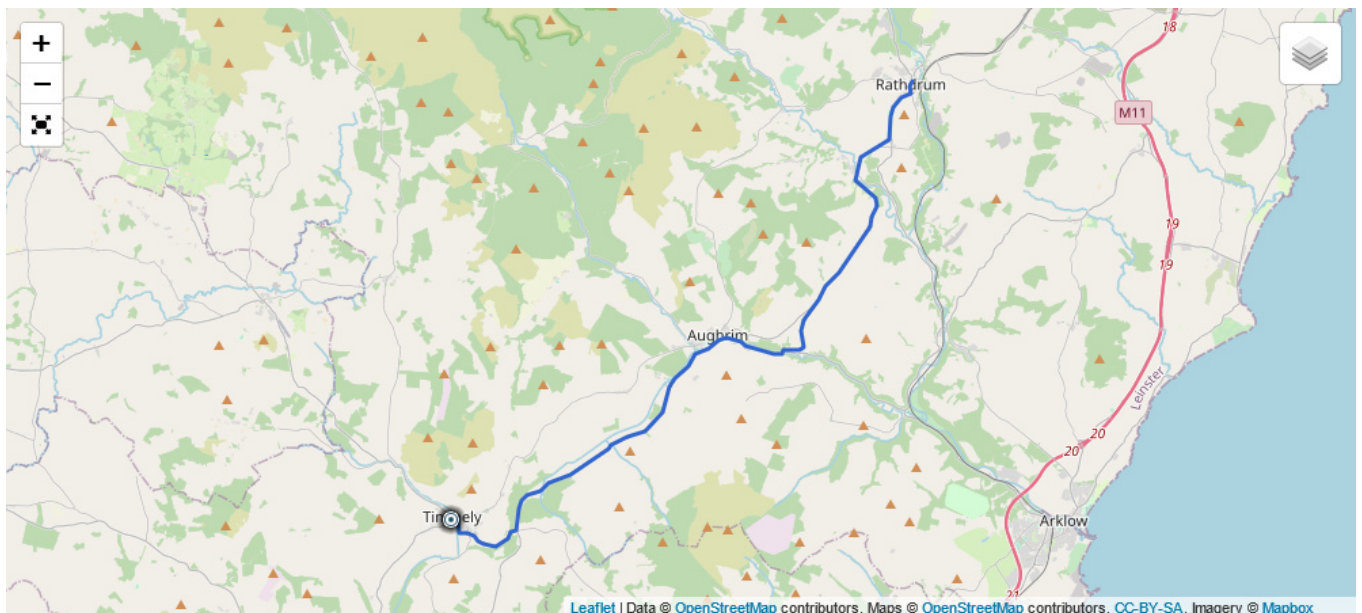 +
−
18
Rathdrum
M11
19
19
Aughrim
Leinster
20
20
Arklow
21
Leaflet | Data © OpenStreetMap contributors, Maps © OpenStreetMap contributors, CC-BY-SA, Imagery © Mapbox